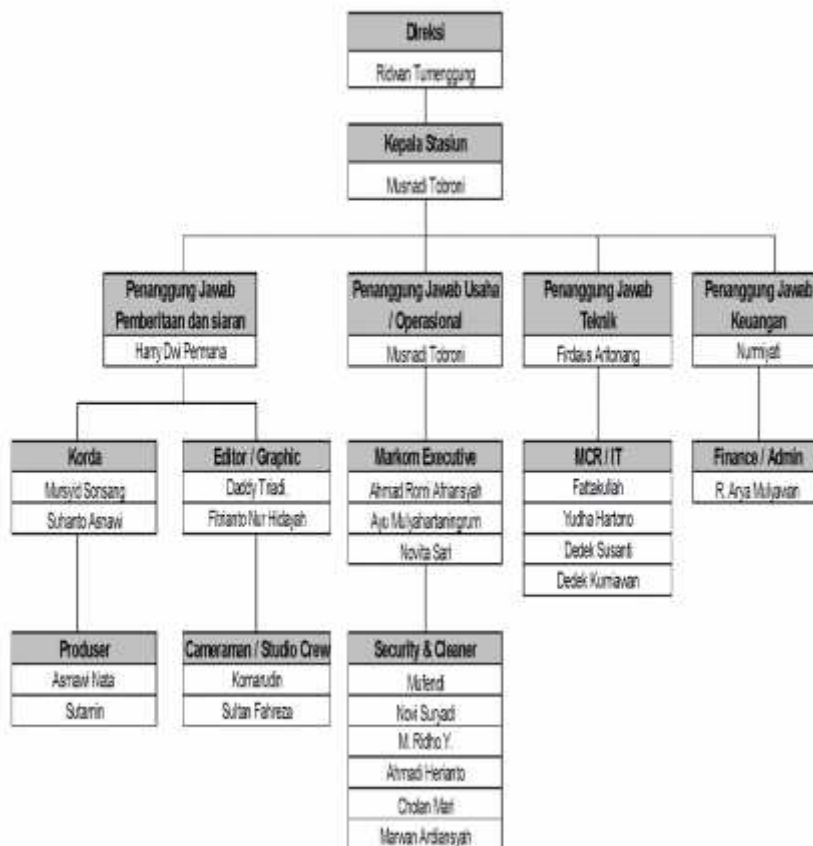 Direksi
Ridwan Tumenggung
Kepala Stasiun
Musnadi Tobroni
Penanggung Jawab
Pemberitaan dan siaran
Harry Dwi Permana
Penanggung Jawab Usaha
/ Operasional
Musnadi Tobroni
Penanggung Jawab
Teknik
Firdaus Aritonang
Penanggung Jawab
Keuangan
Nurmiyati
Korda
Mursyid Sonsang
Suhanto Asnawi
Editor / Graphic
Daddy Triadi
Fitrianto Nur Hidayah
Markom Executive
Ahmad Romi Afriansyah
Ayu Mulyahartaningrum
Novita Sari
MCR / IT
Fattakullah
Yudha Hartono
Dedek Susanti
Dedek Kurniawan
Finance / Admin
R. Arya Mulyawan
Produser
Asmawi Nata
Sutamin
Cameraman / Studio Crew
Komarudin
Sultan Fahreza
Security & Cleaner
Mufendi
Novi Suryadi
M. Ridho Y.
Ahmadi Herianto
Cholan Mari
Marwan Ardiansyah